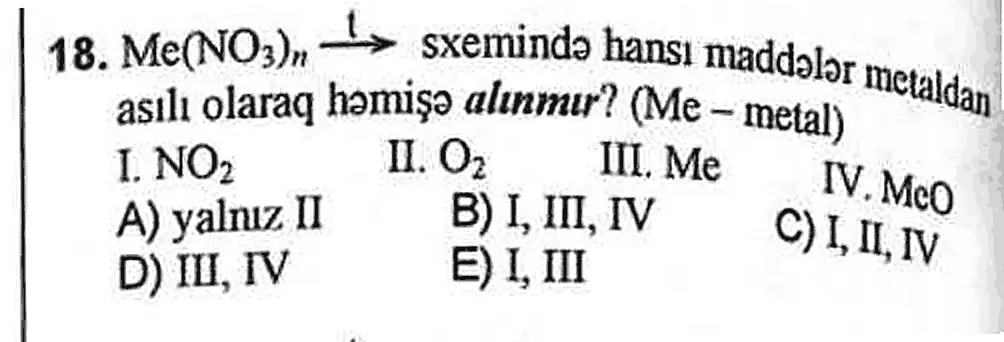 18. Me(NO₃)ₙ —t→ sxemində hansı maddələr metaldan
asılı olaraq həmişə alınmır? (Me – metal)
I. NO₂ II. O₂ III. Me IV. MeO
A) yalnız II B) I, III, IV C) I, II, IV
D) III, IV E) I, III